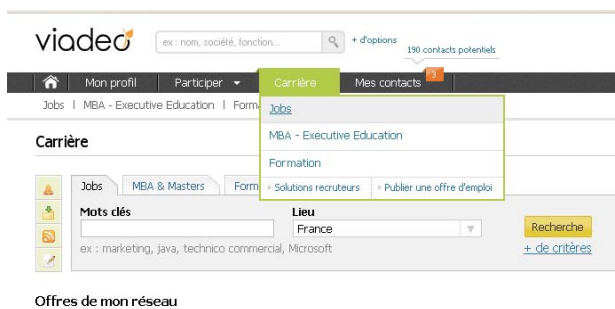 viadeo
ex : nom, société, fonction...
+ d'options
190 contacts potentiels
Mon profil Participer Carrière Mes contacts 3
Jobs | MBA - Executive Education | Form
Jobs
MBA - Executive Education
Formation
Solutions recruteurs Publier une offre d'emploi
Carrière
Jobs MBA & Masters Form
Mots clés Lieu
France Recherche
ex : marketing, java, technico commercial, Microsoft + de critères
Offres de mon réseau